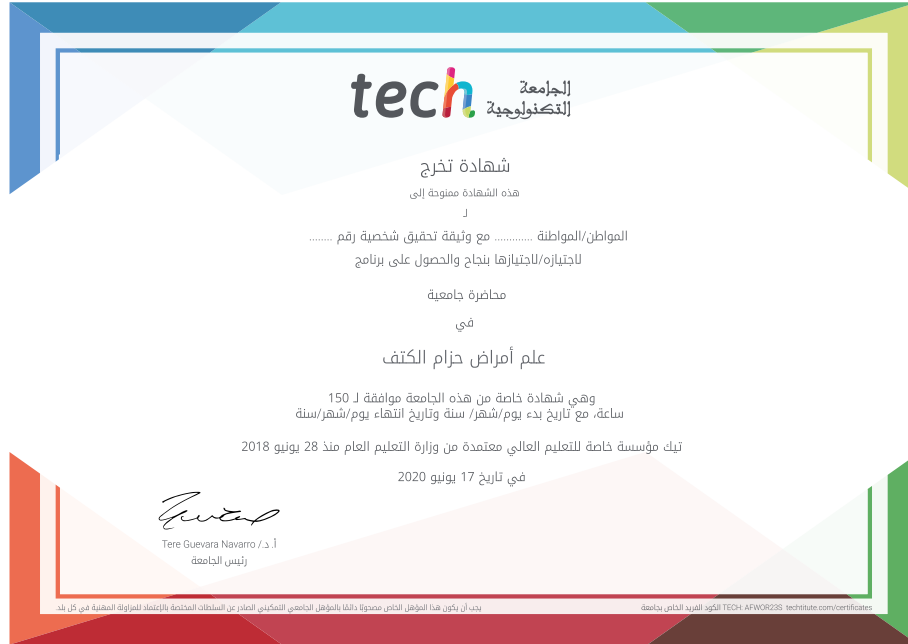 tech
الجامعة
التكنولوجية
شهادة تخرج
هذه الشهادة ممنوحة إلى
لـ
المواطن/المواطنة ............. مع وثيقة تحقيق شخصية رقم ........
لاجتيازه/لاجتيازها بنجاح والحصول على برنامج
محاضرة جامعية
في
علم أمراض حزام الكتف
وهي شهادة خاصة من هذه الجامعة موافقة لـ 150
ساعة، مع تاريخ بدء يوم/شهر/ سنة وتاريخ انتهاء يوم/شهر/سنة
تيك مؤسسة خاصة للتعليم العالي معتمدة من وزارة التعليم العام منذ 28 يونيو 2018
في تاريخ 17 يونيو 2020
أ. د./ Tere Guevara Navarro
رئيس الجامعة
الكود الفريد الخاص بجامعة TECH: AFWOR23S techtitute.com/certificates
يجب أن يكون هذا المؤهل الخاص مصحوبًا دائمًا بالمؤهل الجامعي التمكيني الصادر عن السلطات المختصة بالإعتماد للمزاولة المهنية في كل بلد.